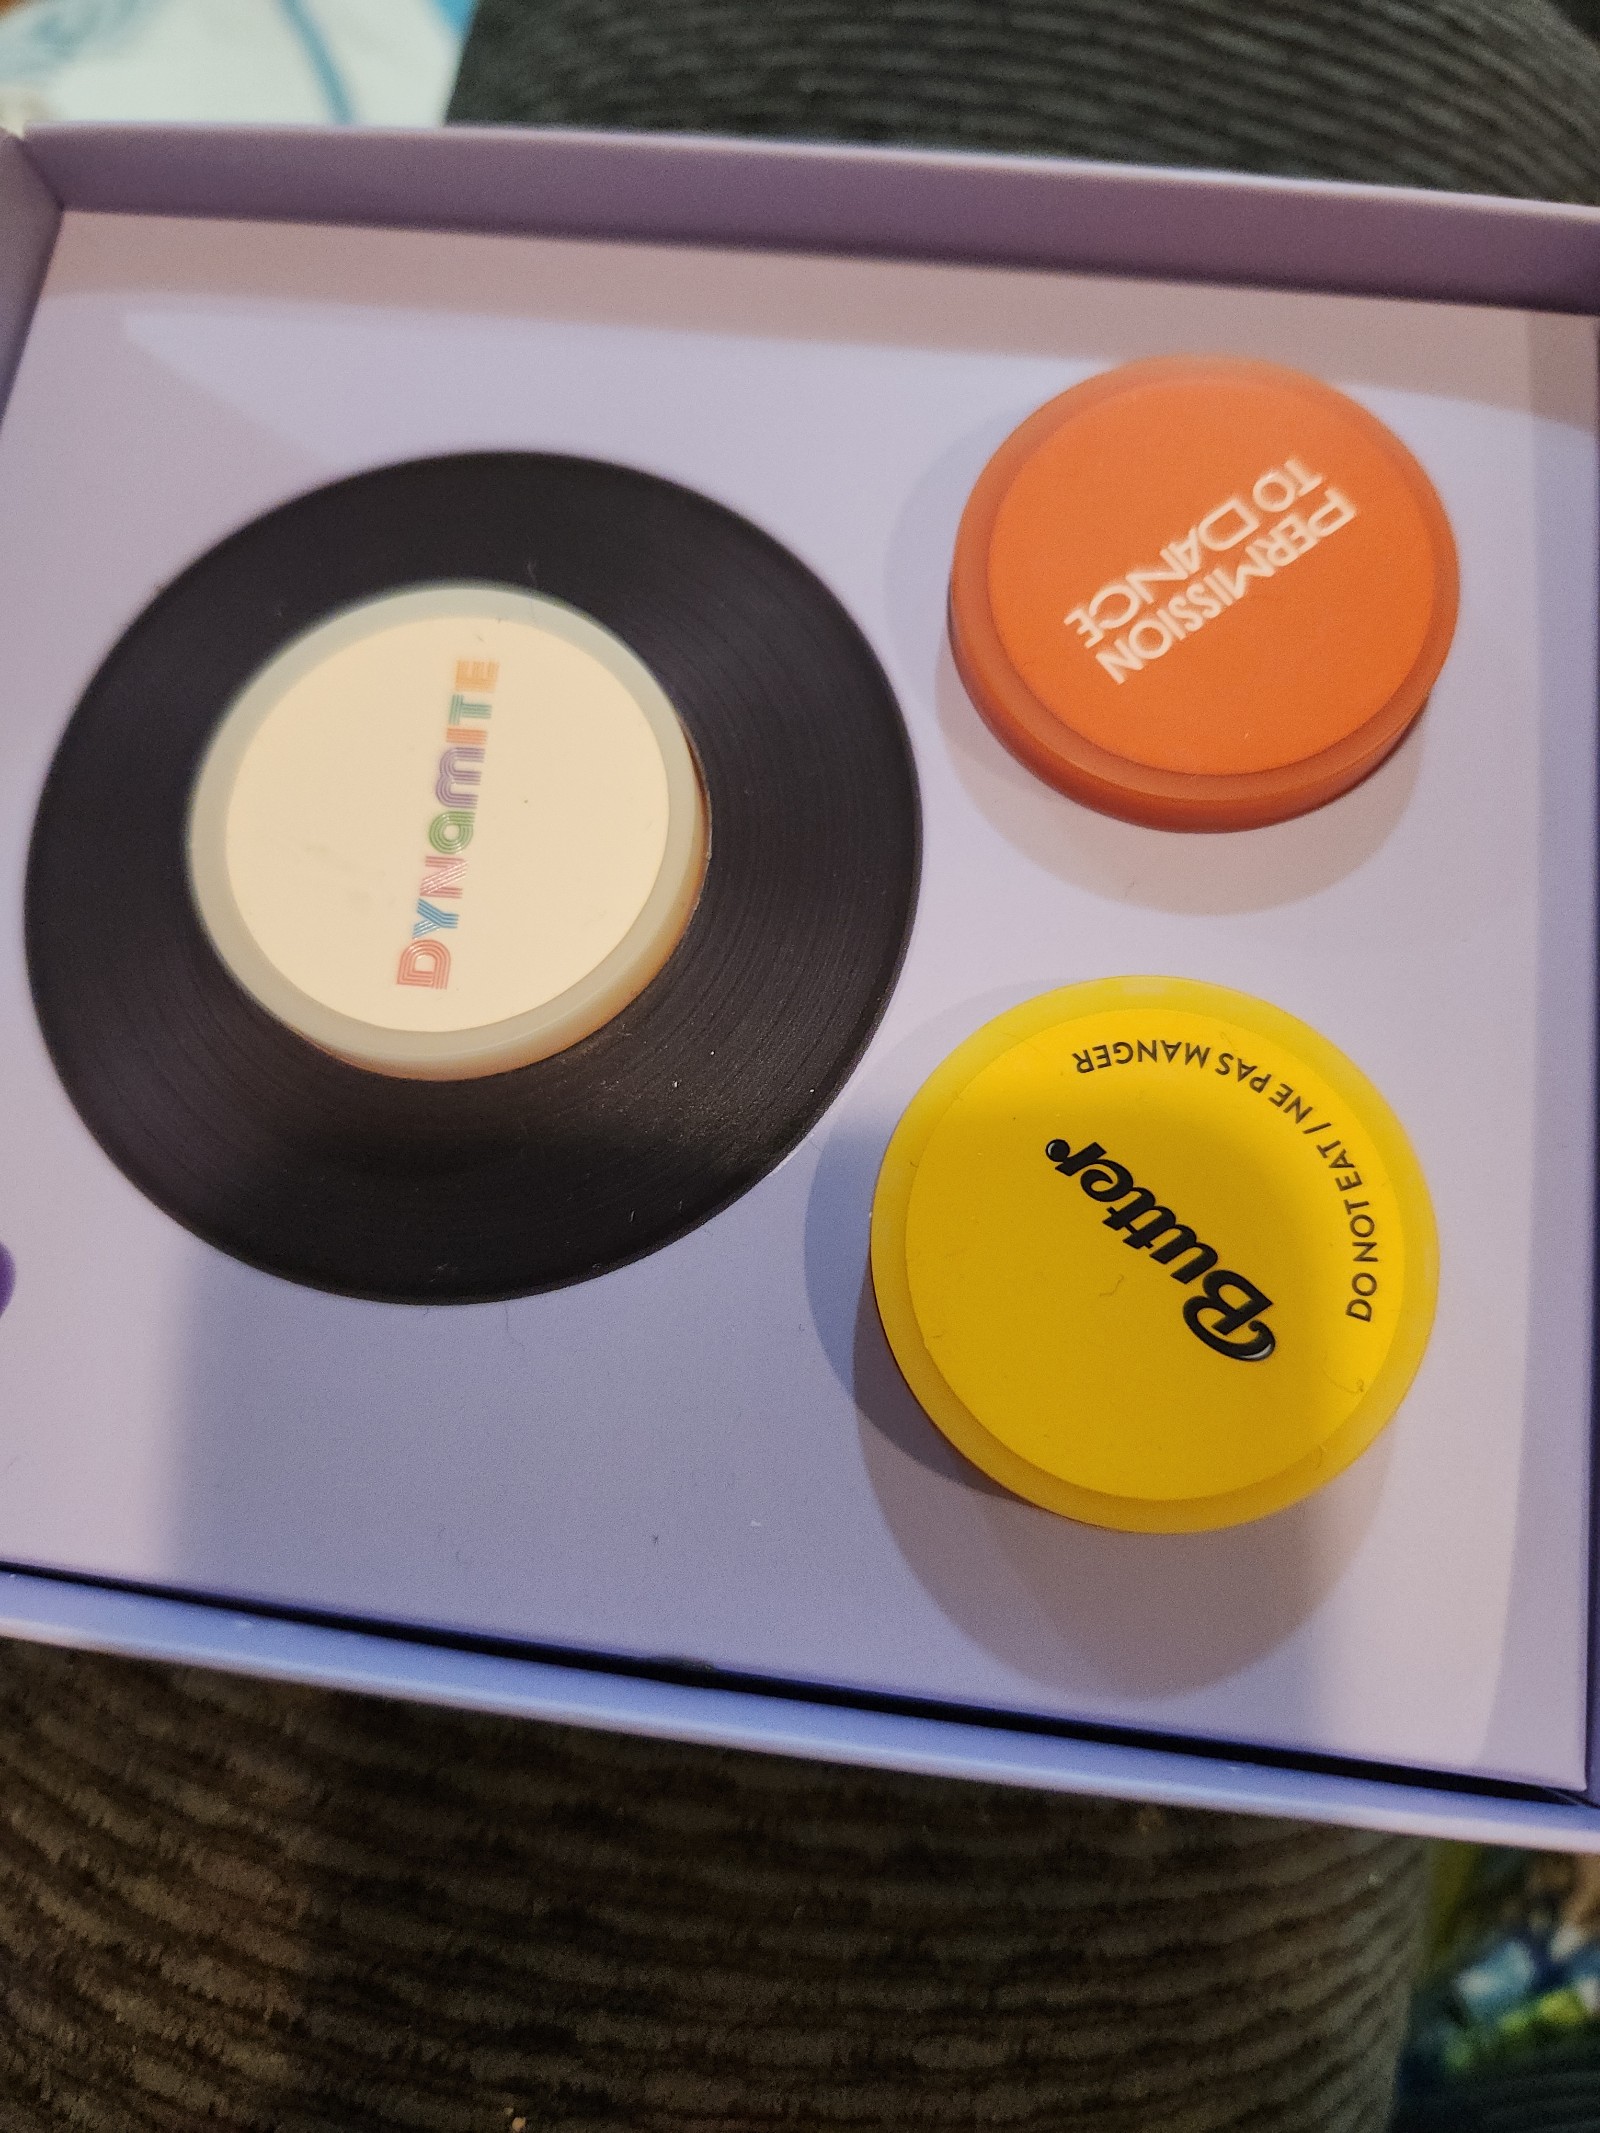 DYNAMITE
PERMISSION
TO DANCE
Butter
DO NOT EAT / NE PAS MANGER